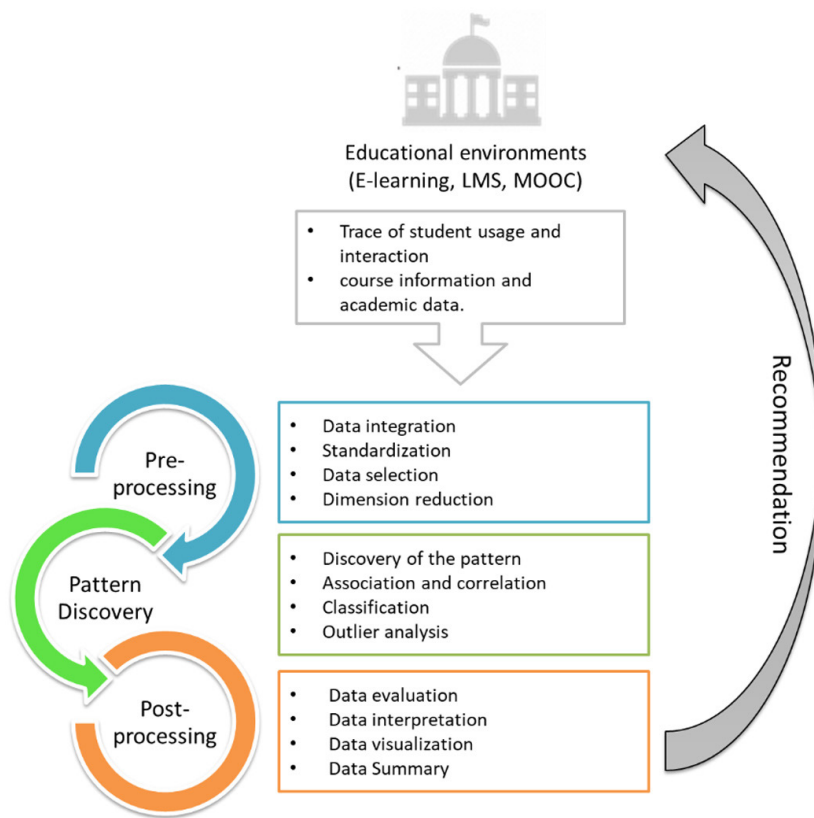 Educational environments
(E-learning, LMS, MOOC)
• Trace of student usage and
interaction
• course information and
academic data.
Pre-
processing
• Data integration
• Standardization
• Data selection
• Dimension reduction
Pattern
Discovery
• Discovery of the pattern
• Association and correlation
• Classification
• Outlier analysis
Post-
processing
• Data evaluation
• Data interpretation
• Data visualization
• Data Summary
Recommendation